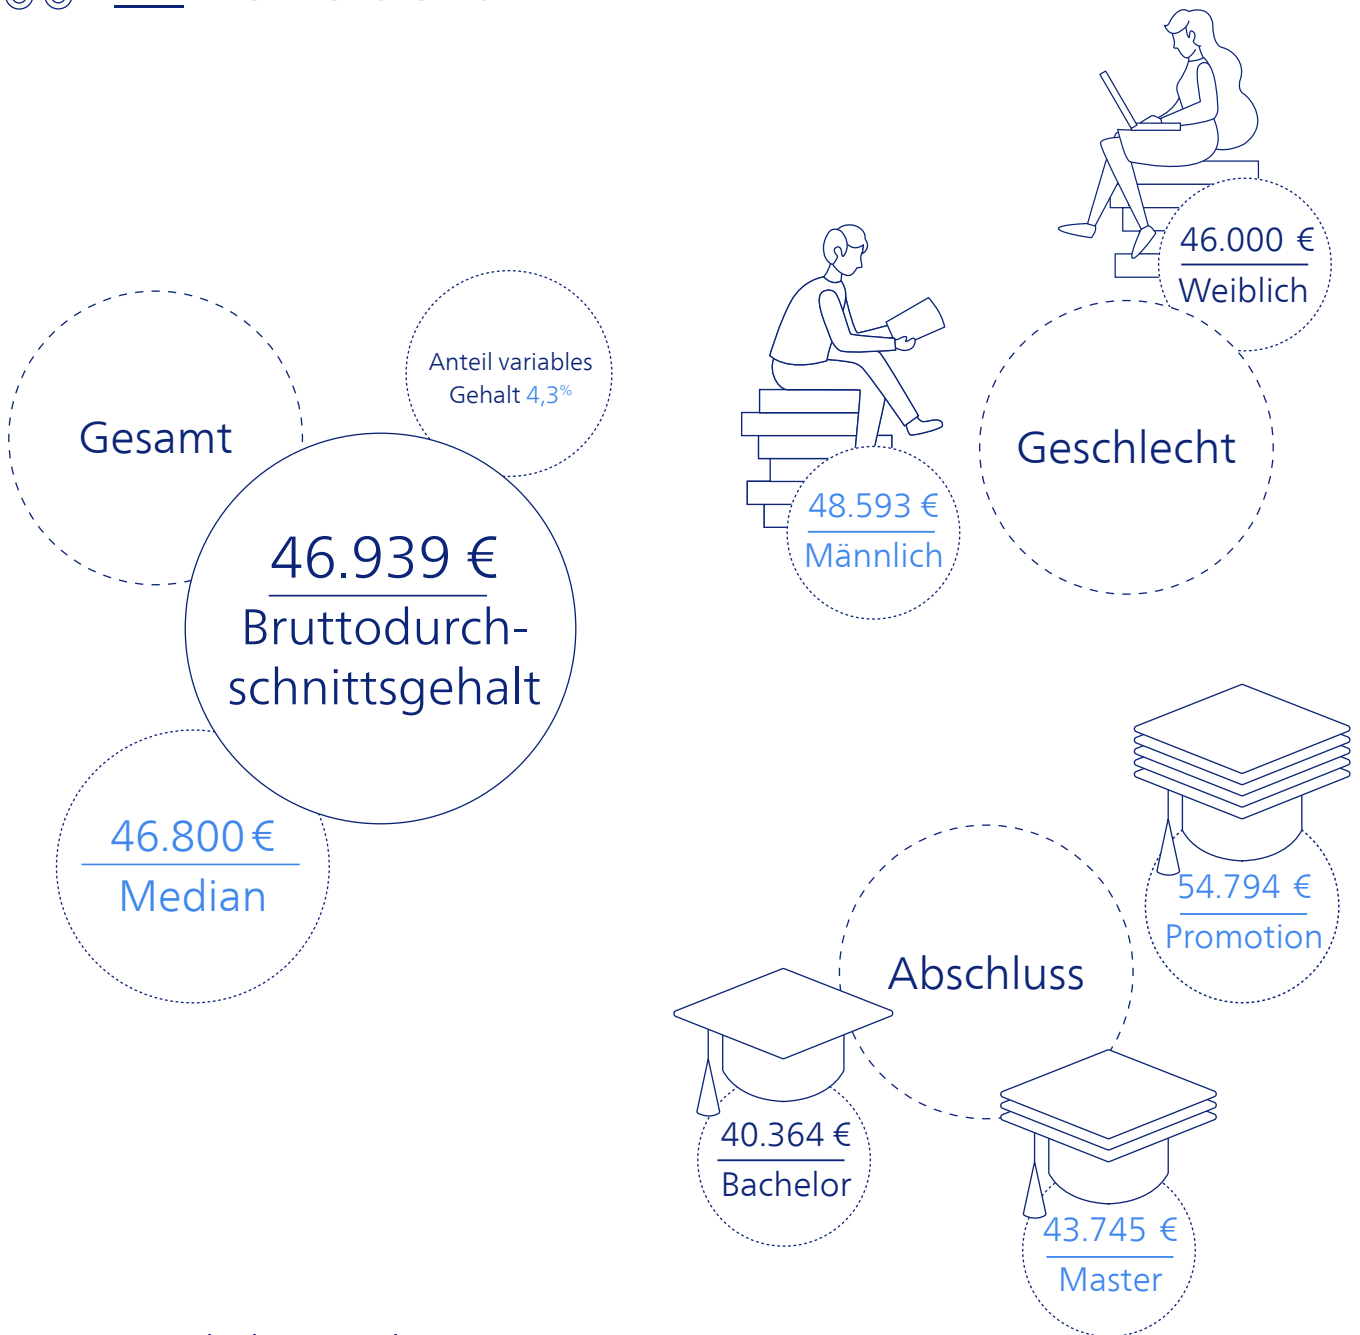 Gesamt
Anteil variables
Gehalt 4,3%
46.939 €
Bruttodurch-
schnittsgehalt
46.800 €
Median
46.000 €
Weiblich
Geschlecht
48.593 €
Männlich
54.794 €
Promotion
Abschluss
40.364 €
Bachelor
43.745 €
Master